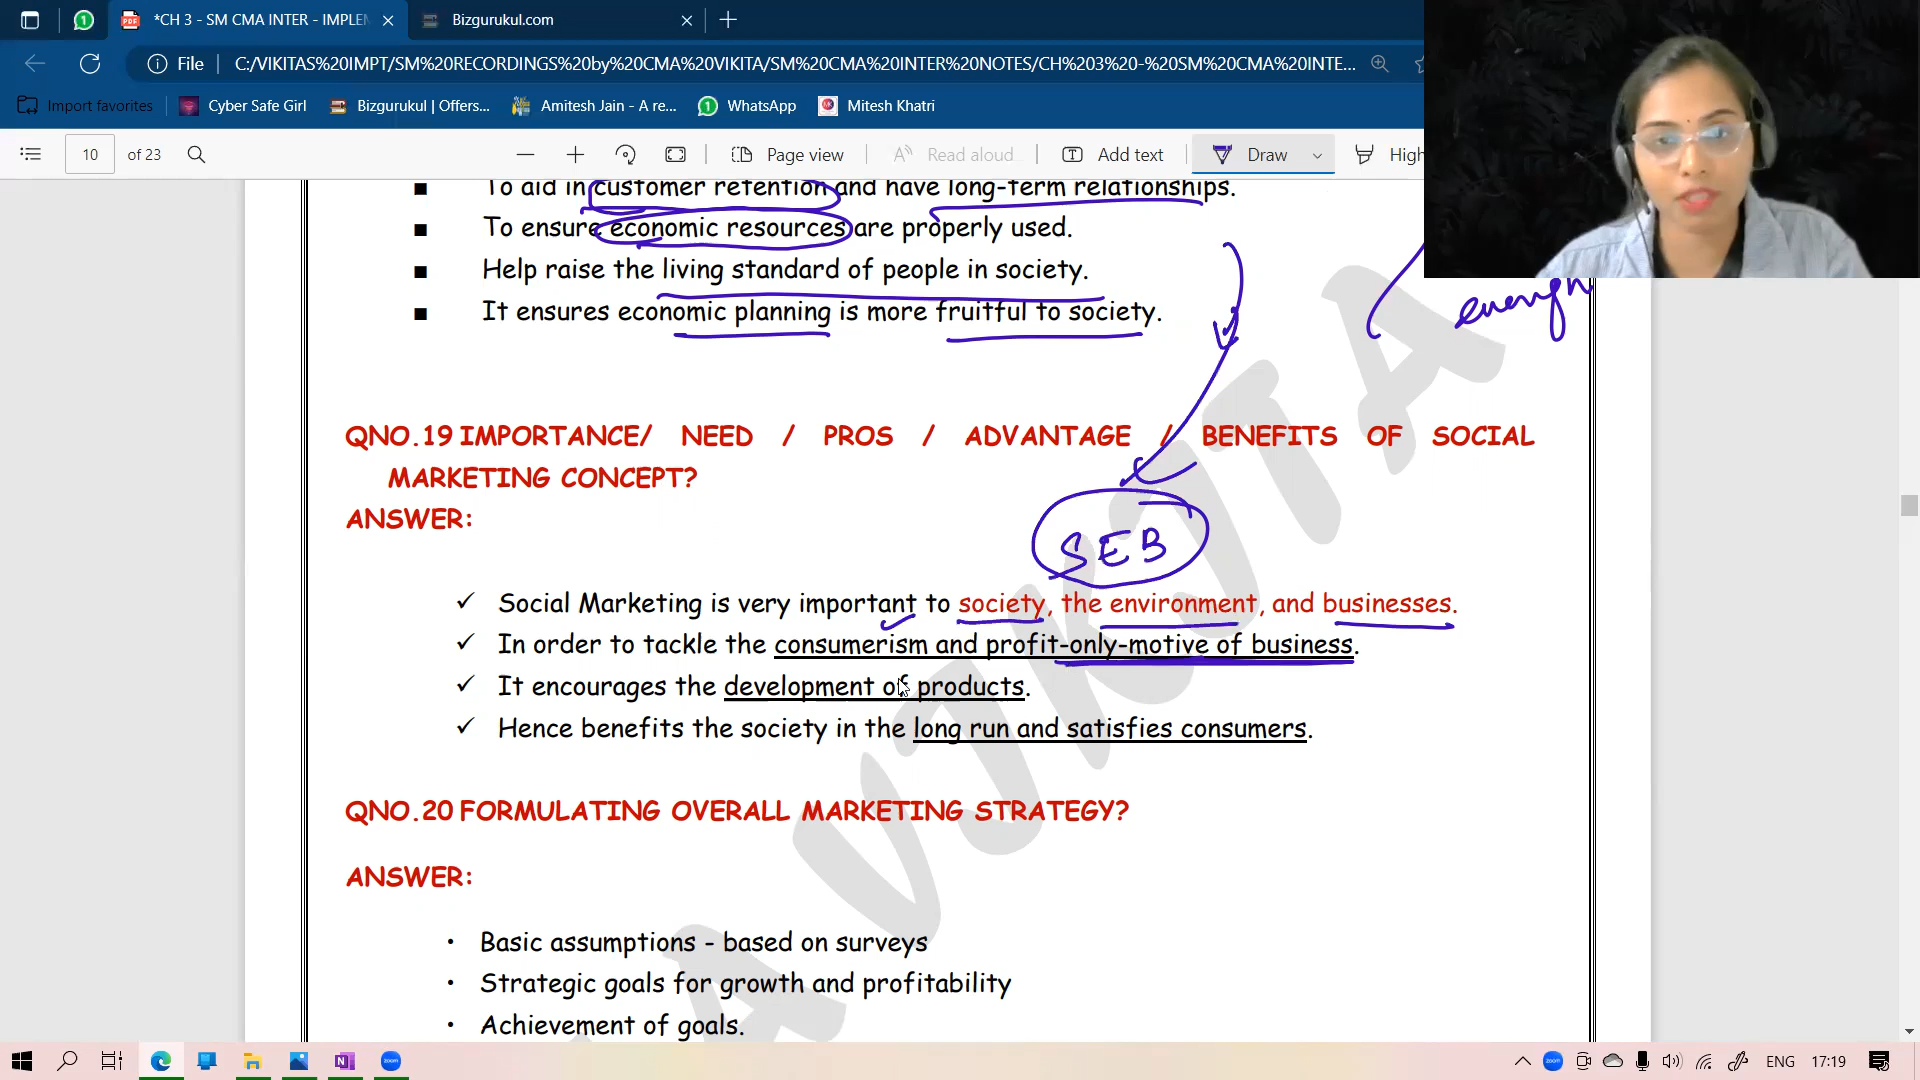 *CH 3 - SM CMA INTER - IMPLEM
Bizgurukul.com
File C:/VIKITAS%20IMPT/SM%20RECORDINGS%20by%20CMA%20VIKITA/SM%20CMA%20INTER%20NOTES/CH%203%20-%20SM%20CMA%20INTE...
Import favorites Cyber Safe Girl Bizgurukul | Offers... Amitesh Jain - A re... WhatsApp Mitesh Khatri
10 of 23 Page view Read aloud Add text Draw High
■ To aid in customer retention and have long-term relationships.
■ To ensure economic resources are properly used.
■ Help raise the living standard of people in society.
■ It ensures economic planning is more fruitful to society.
QNO.19 IMPORTANCE/ NEED / PROS / ADVANTAGE / BENEFITS OF SOCIAL
MARKETING CONCEPT?
ANSWER:
SEB
✓ Social Marketing is very important to society, the environment, and businesses.
✓ In order to tackle the consumerism and profit-only-motive of business.
✓ It encourages the development of products.
✓ Hence benefits the society in the long run and satisfies consumers.
QNO.20 FORMULATING OVERALL MARKETING STRATEGY?
ANSWER:
• Basic assumptions - based on surveys
• Strategic goals for growth and profitability
• Achievement of goals.
ENG 17:19